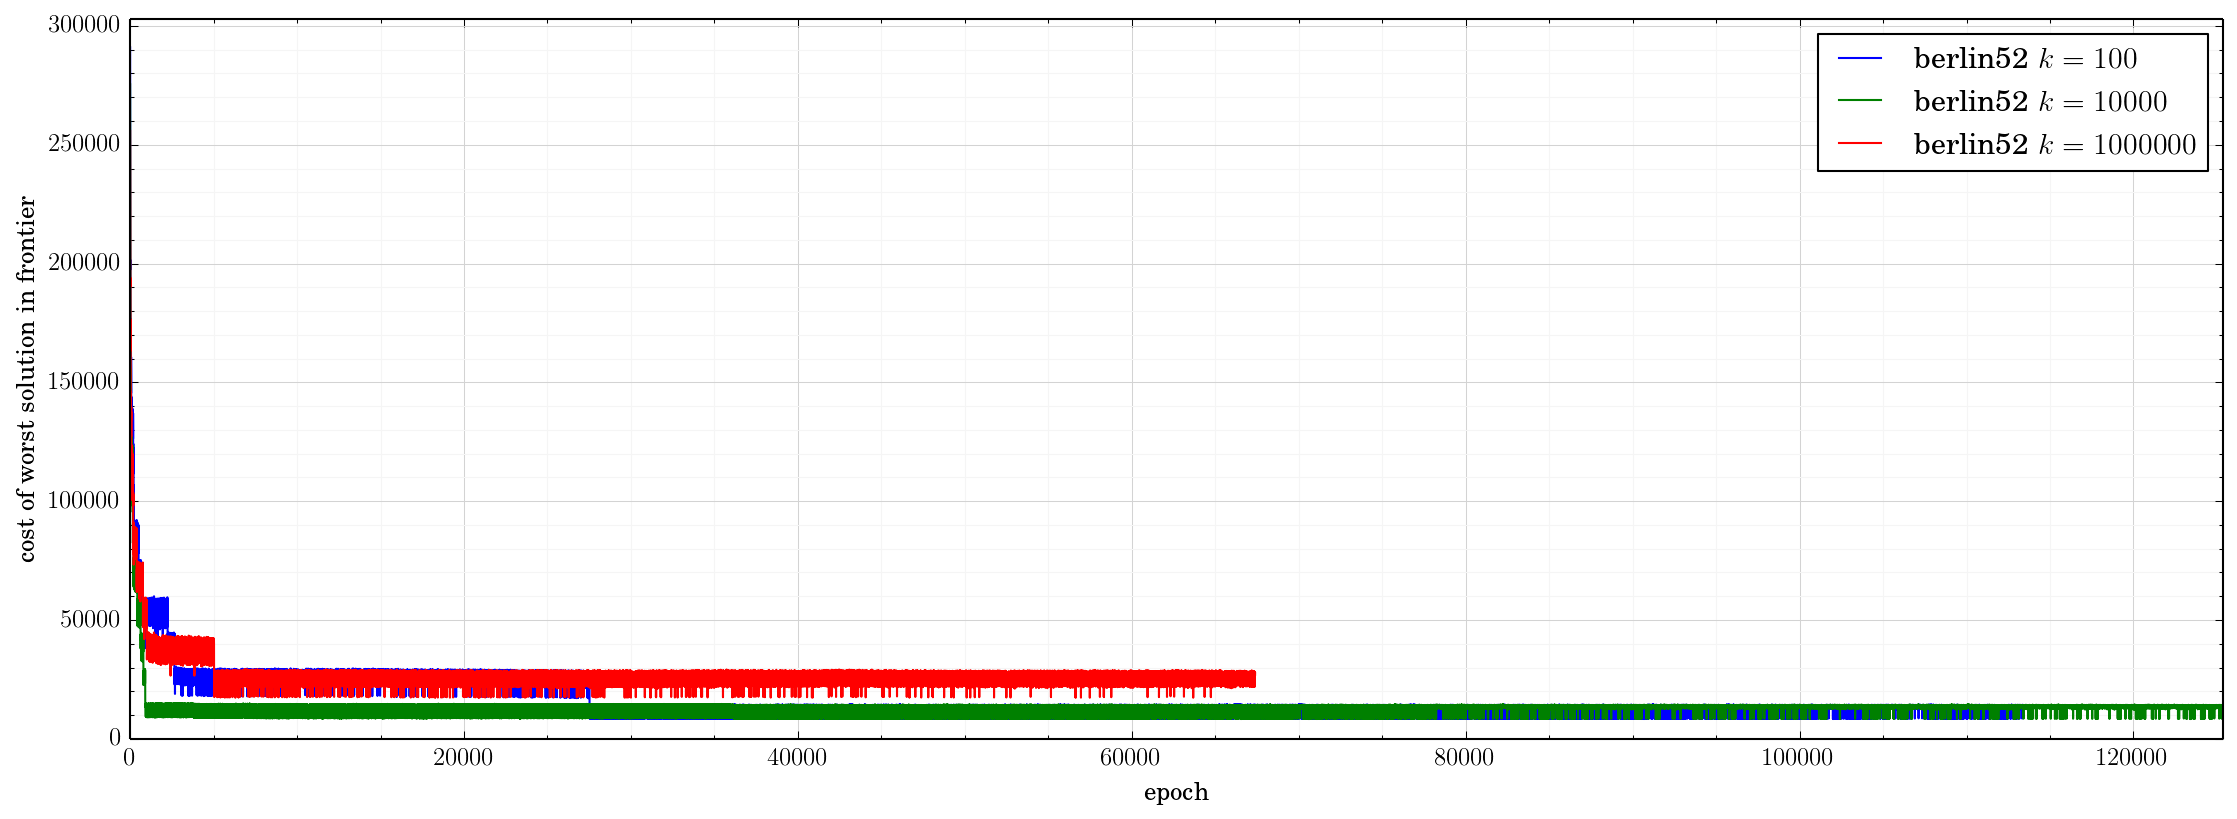 300000
250000
200000
150000
100000
50000
0
cost of worst solution in frontier
berlin52 k = 100
berlin52 k = 10000
berlin52 k = 1000000
0 20000 40000 60000 80000 100000 120000
epoch